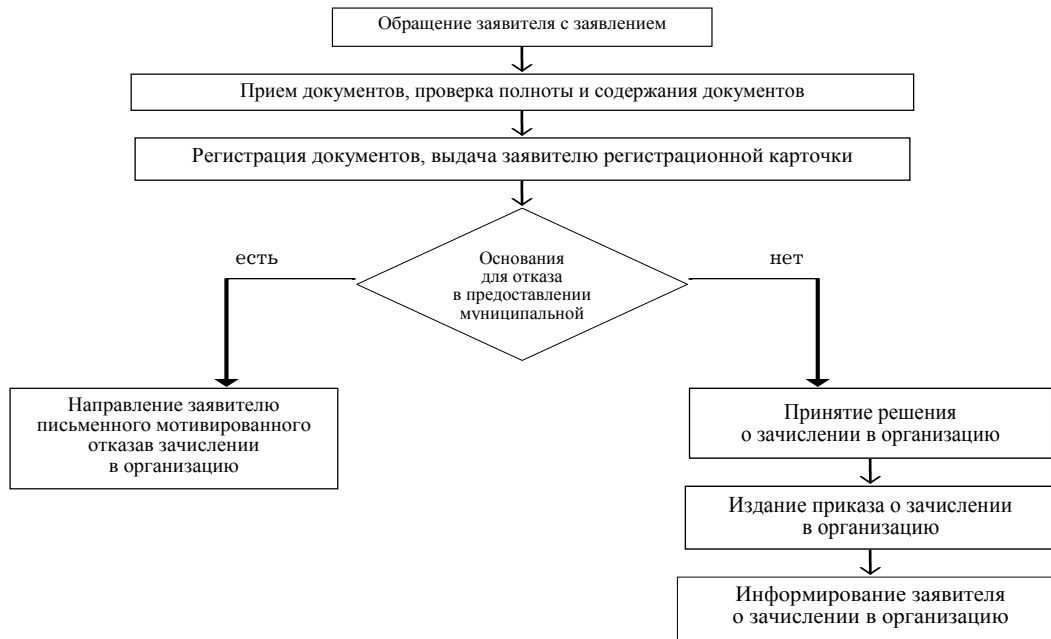 Обращение заявителя с заявлением
Прием документов, проверка полноты и содержания документов
Регистрация документов, выдача заявителю регистрационной карточки
есть
Основания
для отказа
в предоставлении
муниципальной
нет
Направление заявителю
письменного мотивированного
отказав зачислении
в организацию
Принятие решения
о зачислении в организацию
Издание приказа о зачислении
в организацию
Информирование заявителя
о зачислении в организацию